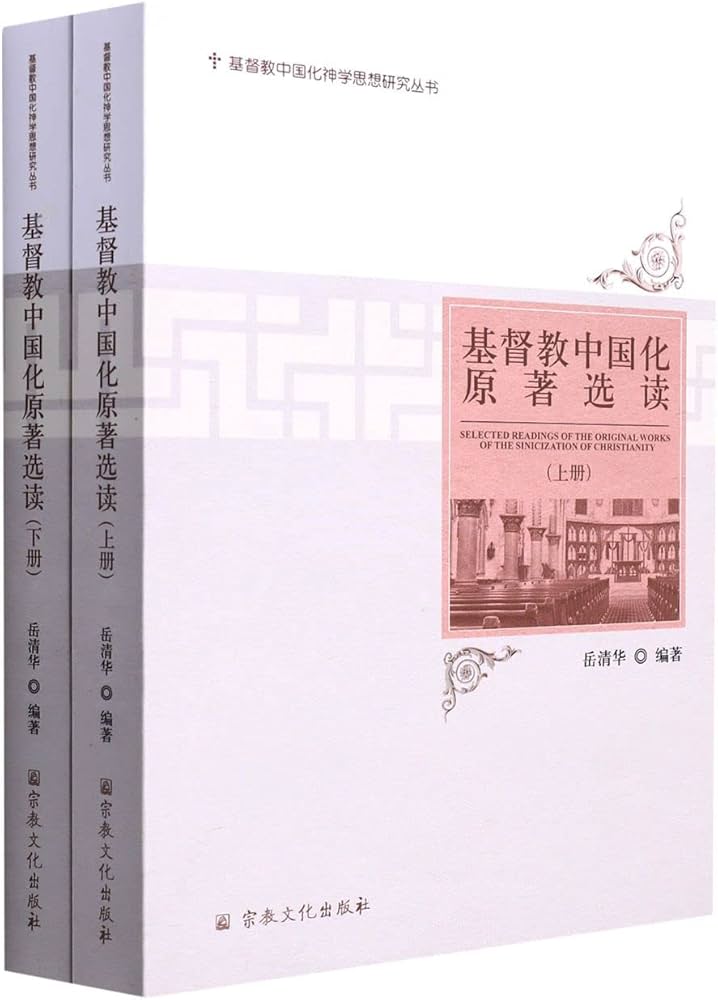 基督教中国化神学思想研究丛书
基督教中国化原著选读(下册)
岳清华◎编著
宗教文化出版社
基督教中国化神学思想研究丛书
基督教中国化原著选读(上册)
岳清华◎编著
宗教文化出版社
基督教中国化神学思想研究丛书
基督教中国化
原著选读
SELECTED READINGS OF THE ORIGINAL WORKS
OF THE SINICIZATION OF CHRISTIANITY
(上册)
岳清华 ◎ 编著
宗教文化出版社